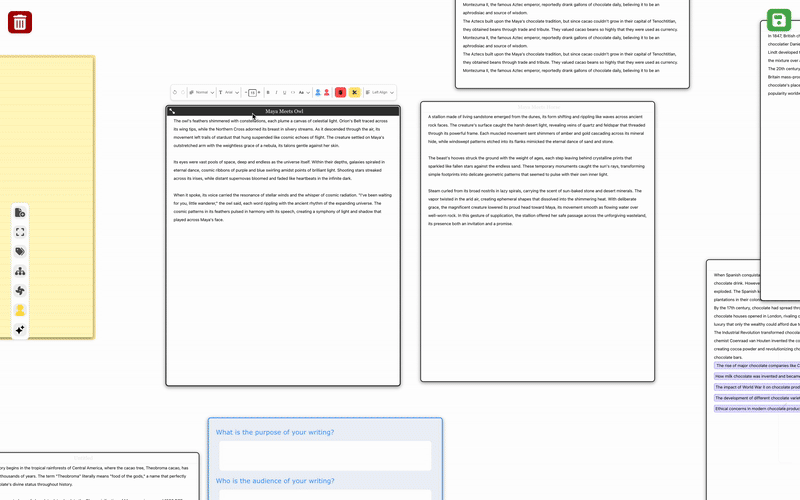 Montezuma II, the famous Aztec emperor, reportedly drank gallons of chocolate daily, believing it to be an
aphrodisiac and source of wisdom.
The Aztecs built upon the Maya's chocolate tradition, but since cacao couldn't grow in their capital of Tenochtitlan,
they obtained beans through trade and tribute. They valued cacao beans so highly that they were used as currency.
Montezuma II, the famous Aztec emperor, reportedly drank gallons of chocolate daily, believing it to be an
aphrodisiac and source of wisdom.
The Aztecs built upon the Maya's chocolate tradition, but since cacao couldn't grow in their capital of Tenochtitlan,
they obtained beans through trade and tribute. They valued cacao beans so highly that they were used as currency.
Montezuma II, the famous Aztec emperor, reportedly drank gallons of chocolate daily, believing it to be an
In 1847, British ch
chocolatier Daniel
Lindt developed t
the mixture over
The 20th century
Britain mass-pro
chocolate's place
popularity worldw
Normal
Arial
Aa
Left Align
Maya Meets Owl
The owl's feathers shimmered with constellations, each plume a canvas of celestial light. Orion's Belt traced across
its wing tips, while the Northern Cross adorned its breast in silvery streams. As it descended through the air, its
movement left trails of stardust that hung suspended like cosmic echoes of flight. The creature settled on Maya's
outstretched arm with the weightless grace of a nebula, its talons gentle against her skin.
Its eyes were vast pools of space, deep and endless as the universe itself. Within their depths, galaxies spiraled in
eternal dance, cosmic ribbons of purple and blue swirling amidst points of brilliant light. Shooting stars streaked
across its irises, while distant supernovas bloomed and faded like heartbeats in the infinite dark.
When it spoke, its voice carried the resonance of stellar winds and the whisper of cosmic radiation. "I've been waiting
for you, little wanderer," the owl said, each word rippling with the ancient rhythm of the expanding universe. The
cosmic patterns in its feathers pulsed in harmony with its speech, creating a symphony of light and shadow that
played across Maya's face.
A stallion made of living sandstone emerged from the dunes, its form shifting and rippling like waves across ancient
rock faces. The creature's surface caught the harsh desert light, revealing veins of quartz and feldspar that threaded
through its powerful frame. Each muscled movement sent shimmers of amber and gold cascading across its mineral
hide, while windswept patterns etched into its flanks mimicked the eternal dance of sand and stone.
The beast's hooves struck the ground with the weight of ages, each step leaving behind crystalline prints that
sparkled like fallen stars against the endless sand. These temporary monuments caught the sun's rays, transforming
simple footprints into delicate geometric patterns that seemed to pulse with their own inner light.
Steam curled from its broad nostrils in lazy spirals, carrying the scent of sun-baked stone and desert minerals. The
vapor twisted in the arid air, creating ephemeral shapes that dissolved into the shimmering heat. With deliberate
grace, the magnificent creature lowered its proud head toward Maya, its movement smooth as flowing water over
well-worn rock. In this gesture of supplication, the stallion offered her safe passage across the unforgiving wasteland,
its presence both an invitation and a promise.
When Spanish conquista
chocolate drink. Howeve
exploded. The Spanish k
plantations in their coloni
By the 17th century, chocolate had spread throu
chocolate houses opened in London, rivaling c
luxury that only the wealthy could afford due to
The Industrial Revolution transformed chocolat
chemist Coenraad van Houten invented the co
creating cocoa powder and revolutionizing cho
chocolate bars.
The rise of major chocolate companies like C
How milk chocolate was invented and became
The impact of World War II on chocolate prod
The development of different chocolate variet
Ethical concerns in modern chocolate produc
What is the purpose of your writing?
Who is the audience of your writing?
ory begins in the tropical rainforests of Central America, where the cacao tree, Theobroma cacao, has
thousands of years. The term "Theobroma" literally means "food of the gods," a name that perfectly
olate's divine status throughout history.